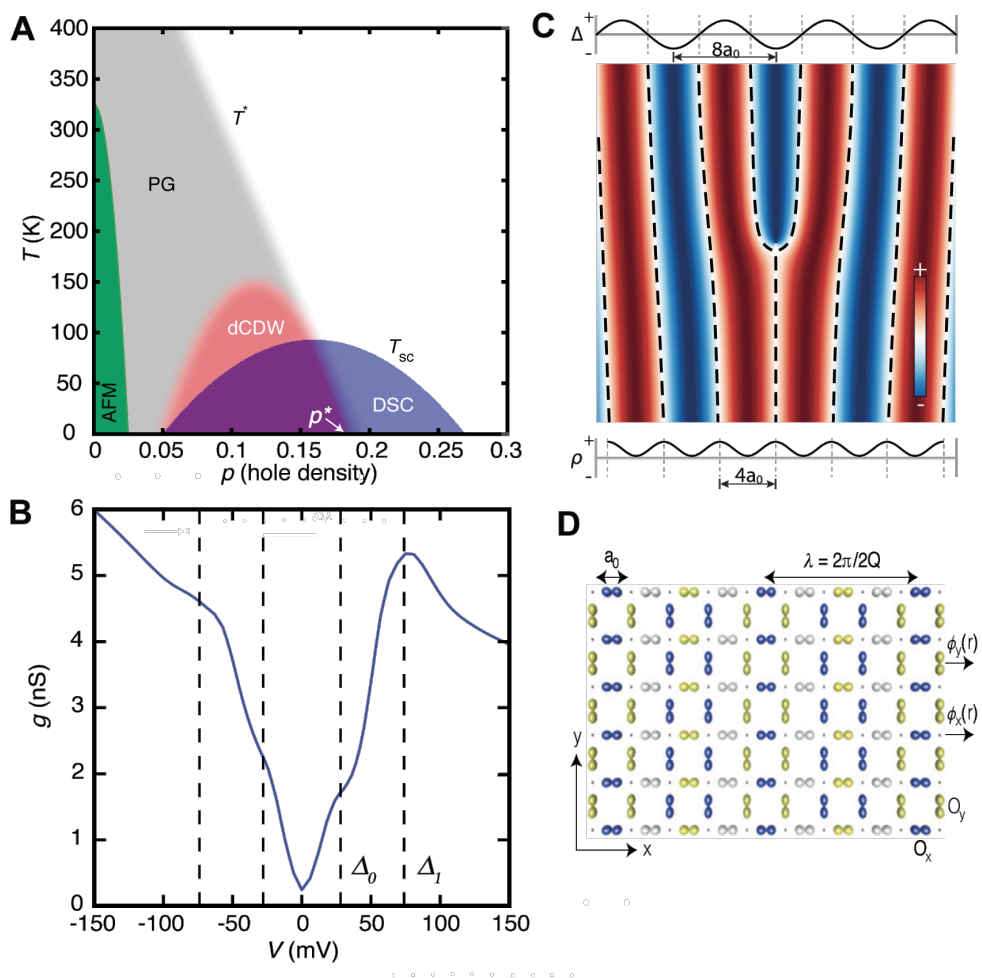 A
400
350
300
250
200
150
100
50
0
T (K)
T*
PG
dCDW
T_sc
AFM
p*
DSC
0
0.05
0.1
0.15
0.2
0.25
0.3
p (hole density)
B
6
5
4
3
2
1
0
g (nS)
Δ₀
Δ₁
-150
-100
-50
0
50
100
150
V (mV)
C
Δ
+
-
8a₀
+
-
ρ
+
-
4a₀
D
a₀
λ = 2π/2Q
ϕ_y(r)
ϕ_x(r)
y
x
O_y
O_x